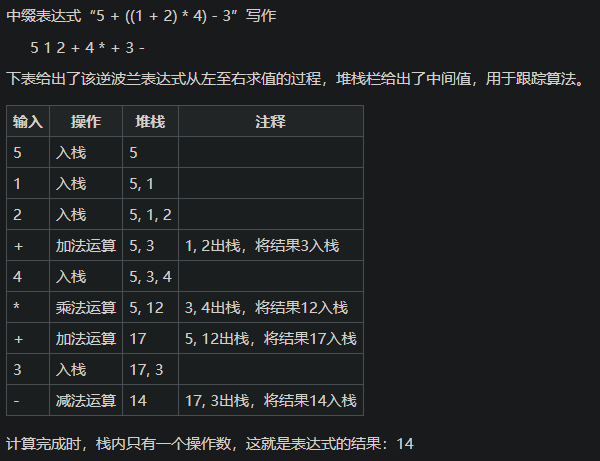 中缀表达式“5 + ((1 + 2) * 4) - 3”写作
5 1 2 + 4 * + 3 -
下表给出了该逆波兰表达式从左至右求值的过程，堆栈栏给出了中间值，用于跟踪算法。
输入 操作 堆栈 注释
5 入栈 5
1 入栈 5, 1
2 入栈 5, 1, 2
+ 加法运算 5, 3 1, 2出栈，将结果3入栈
4 入栈 5, 3, 4
* 乘法运算 5, 12 3, 4出栈，将结果12入栈
+ 加法运算 17 5, 12出栈，将结果17入栈
3 入栈 17, 3
- 减法运算 14 17, 3出栈，将结果14入栈
计算完成时，栈内只有一个操作数，这就是表达式的结果：14